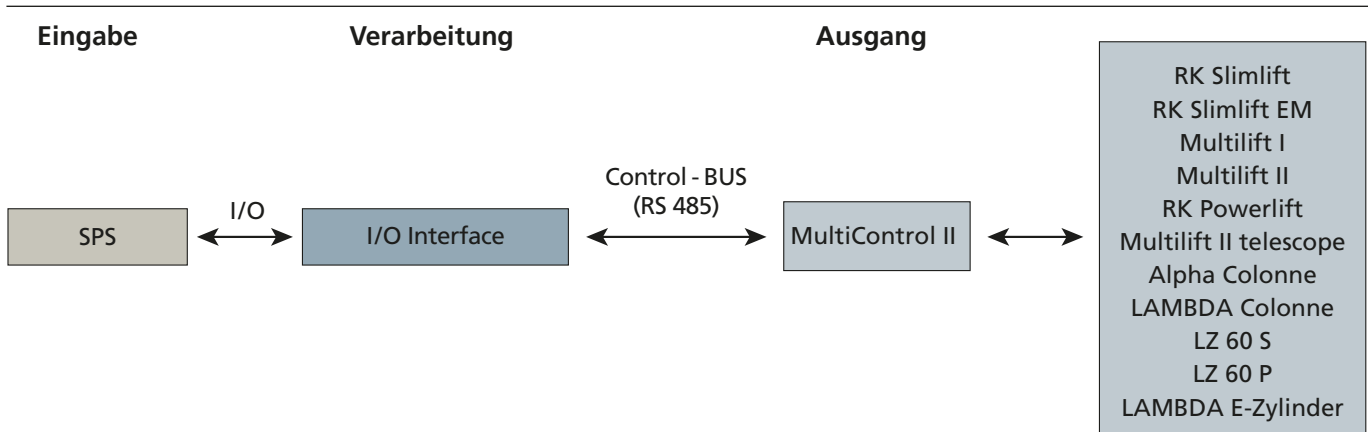 Eingabe
Verarbeitung
Ausgang
SPS
I/O
I/O Interface
Control - BUS
(RS 485)
MultiControl II
RK Slimlift
RK Slimlift EM
Multilift I
Multilift II
RK Powerlift
Multilift II telescope
Alpha Colonne
LAMBDA Colonne
LZ 60 S
LZ 60 P
LAMBDA E-Zylinder